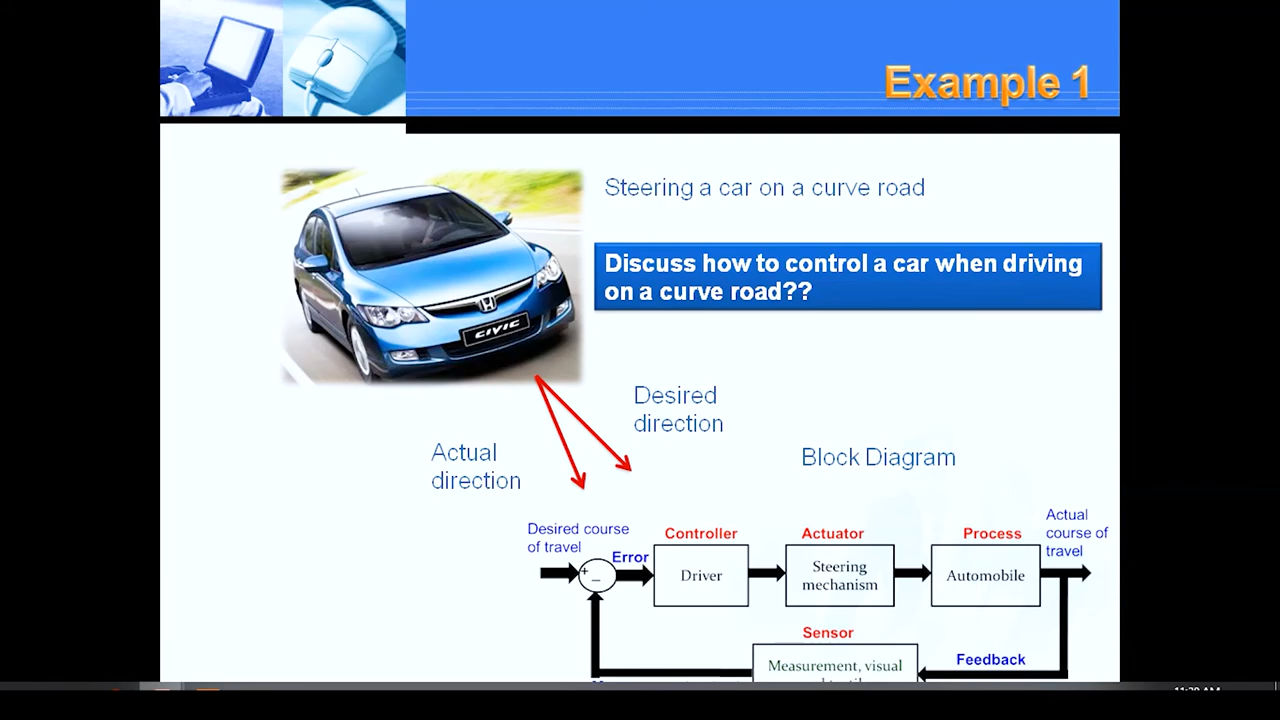 Example 1
Steering a car on a curve road
Discuss how to control a car when driving
on a curve road??
CIVIC
Desired
direction
Actual
direction
Block Diagram
Desired course
of travel
Error
+
−
Controller
Driver
Actuator
Steering
mechanism
Process
Automobile
Actual
course of
travel
Sensor
Measurement, visual
Feedback